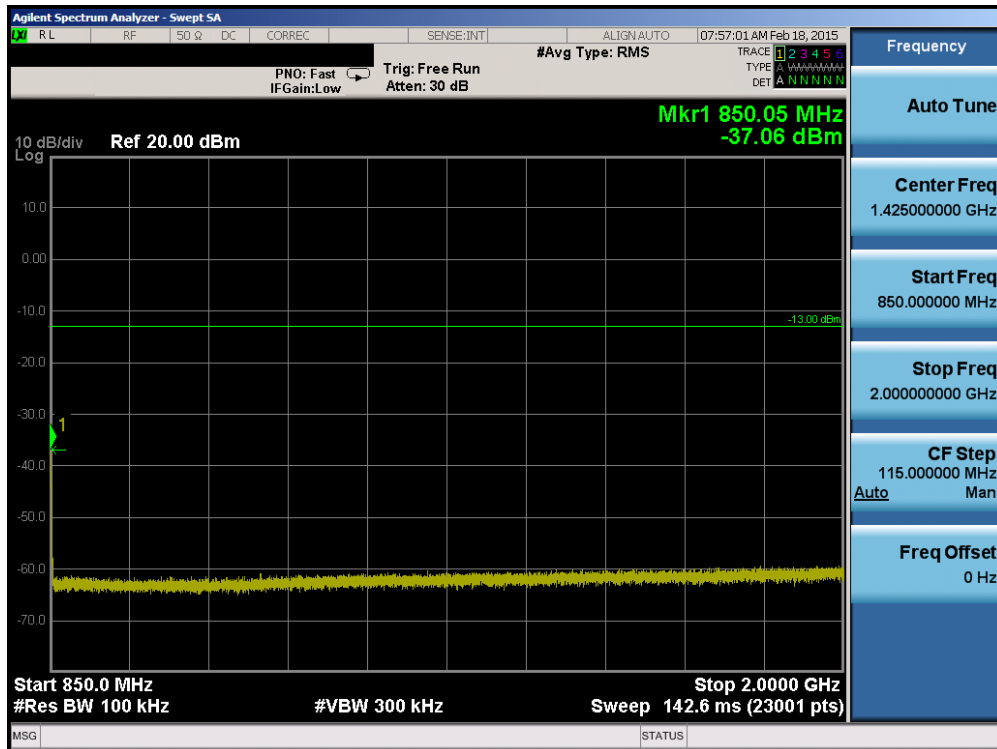 Agilent Spectrum Analyzer - Swept SA
LXI RL RF 50 Ω DC CORREC SENSE:INT ALIGN AUTO 07:57:01 AM Feb 18, 2015
PNO: Fast
IFGain:Low
Trig: Free Run
Atten: 30 dB
#Avg Type: RMS
TRACE 1 2 3 4 5 6
TYPE A WWWWW
DET A N N N N N
Mkr1 850.05 MHz
-37.06 dBm
10 dB/div Ref 20.00 dBm
Log
10.0
0.00
-10.0
-13.00 dBm
-20.0
-30.0
1
-40.0
-50.0
-60.0
-70.0
Start 850.0 MHz Stop 2.0000 GHz
#Res BW 100 kHz #VBW 300 kHz Sweep 142.6 ms (23001 pts)
MSG STATUS
Frequency
Auto Tune
Center Freq
1.425000000 GHz
Start Freq
850.000000 MHz
Stop Freq
2.000000000 GHz
CF Step
115.000000 MHz
Auto Man
Freq Offset
0 Hz